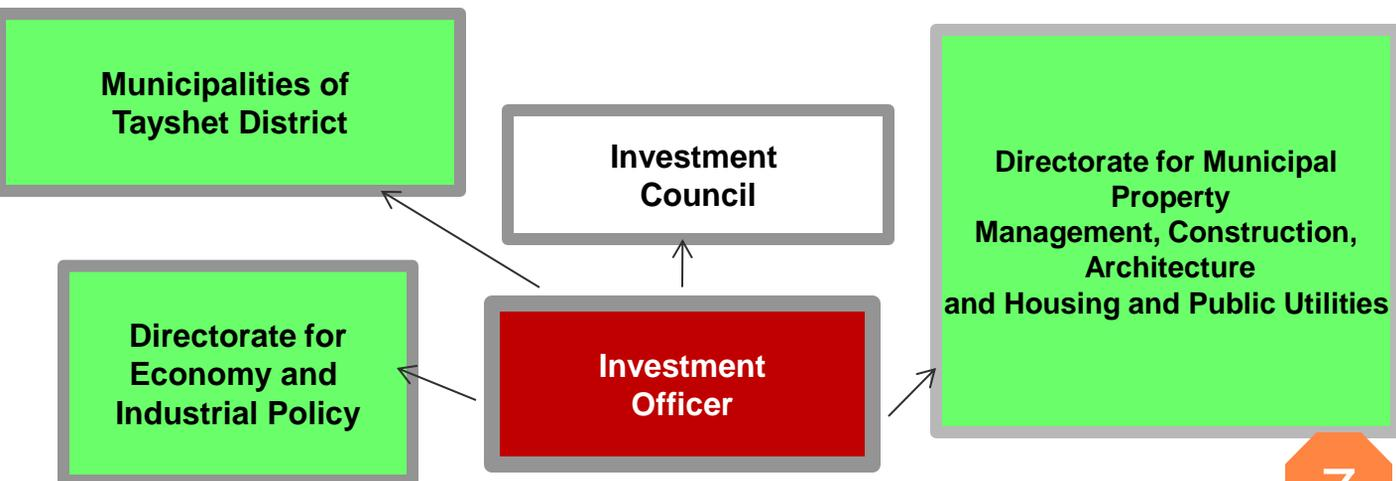 Municipalities of
Tayshet District
Investment
Council
Directorate for Municipal
Property
Management, Construction,
Architecture
and Housing and Public Utilities
Directorate for
Economy and
Industrial Policy
Investment
Officer
7